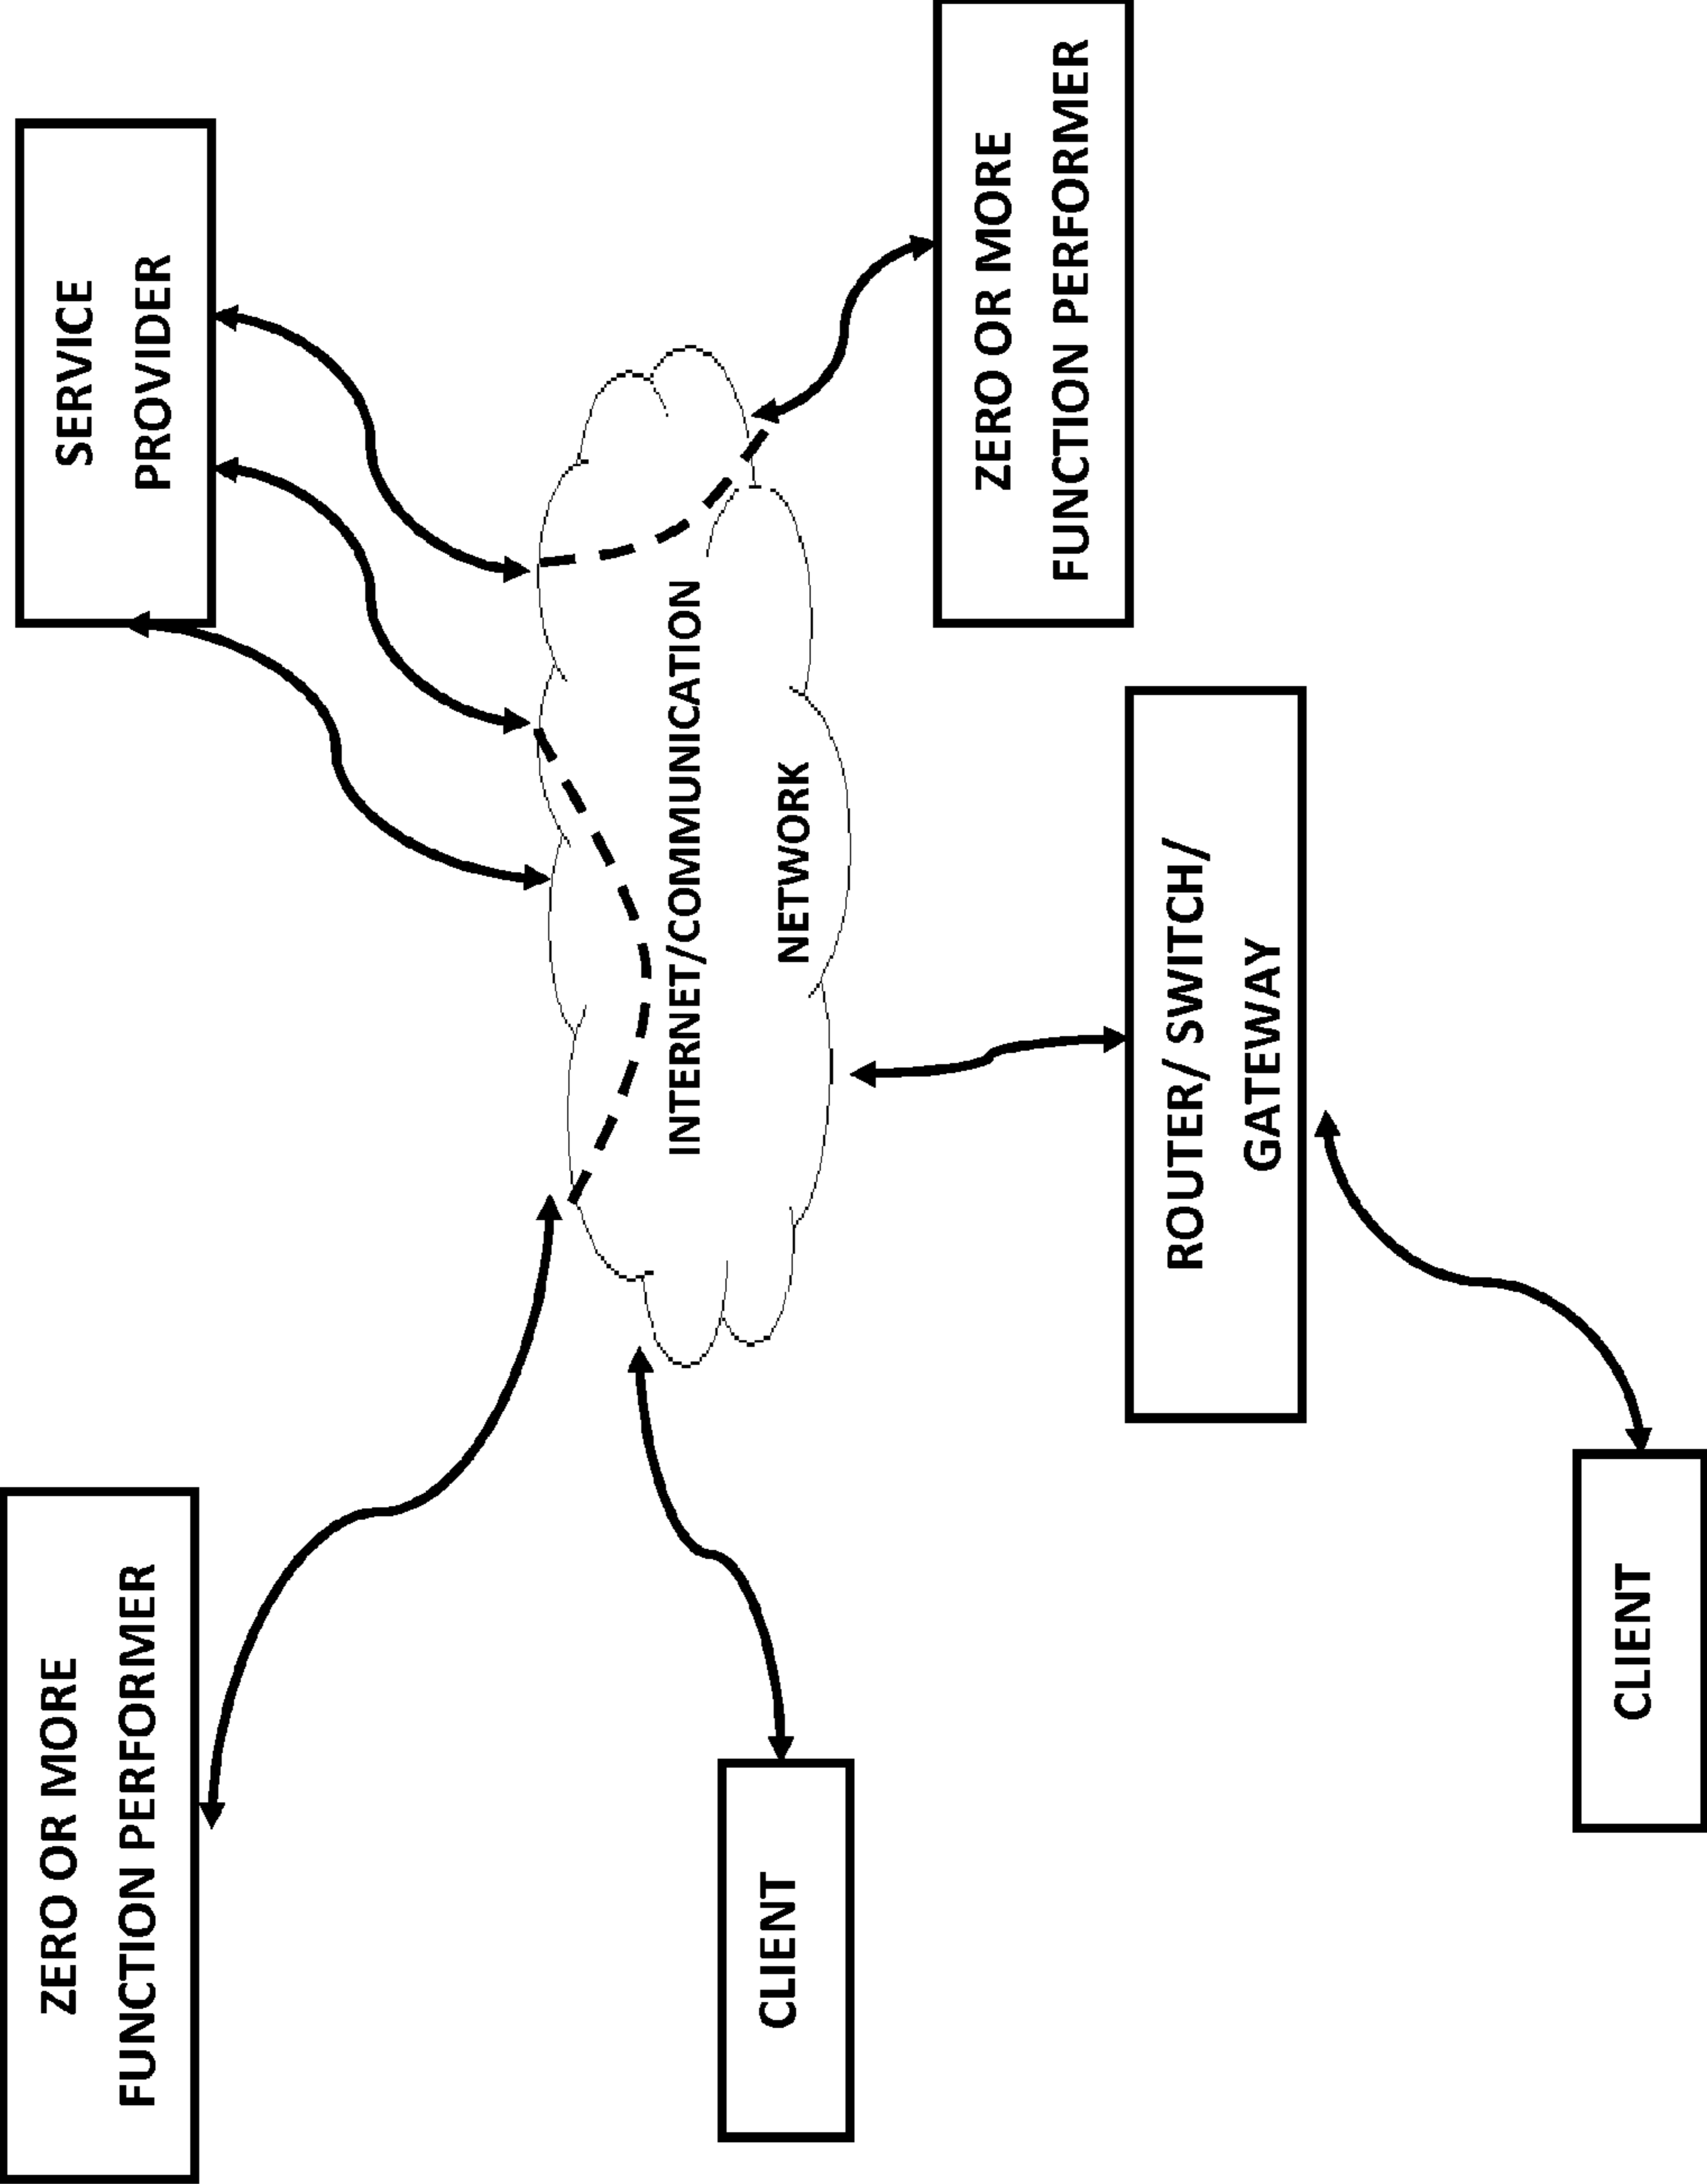 ZERO OR MORE
FUNCTION PERFORMER
SERVICE
PROVIDER
INTERNET/COMMUNICATION
NETWORK
CLIENT
ZERO OR MORE
FUNCTION PERFORMER
ROUTER/ SWITCH/
GATEWAY
CLIENT